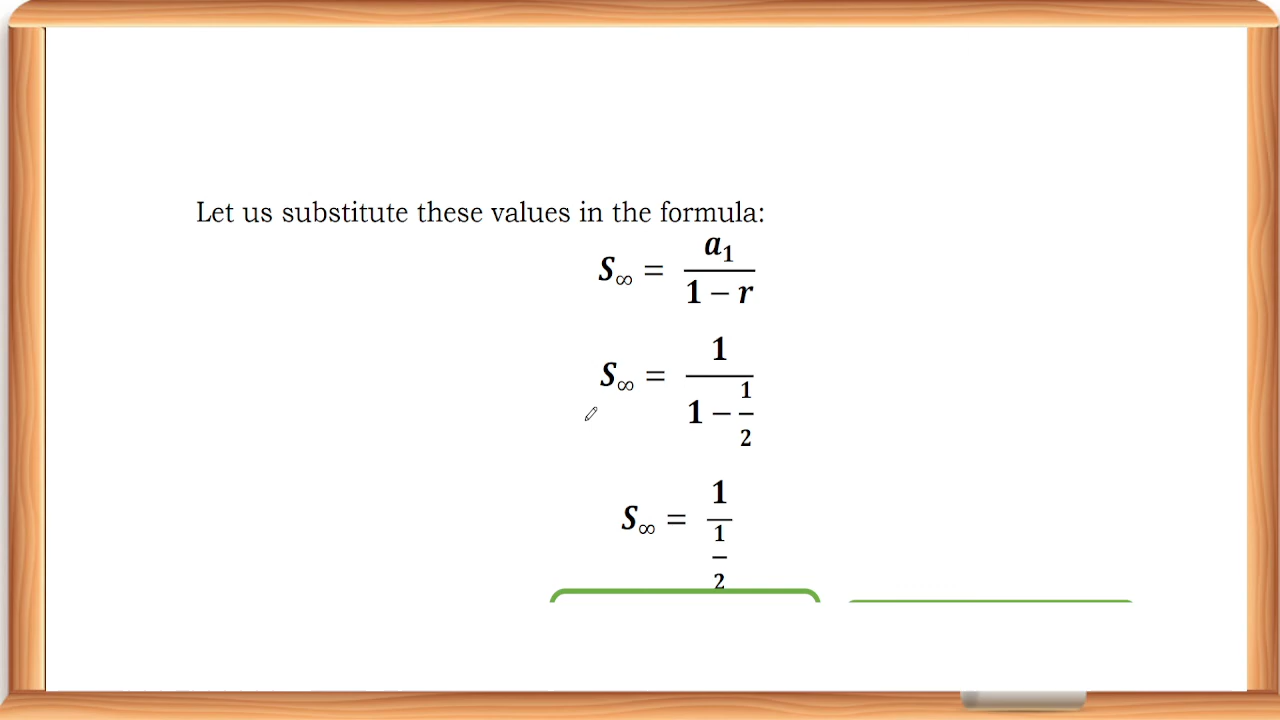 Let us substitute these values in the formula:
S∞ = a₁ / (1 − r)
S∞ = 1 / (1 − 1/2)
S∞ = 1 / (1/2)